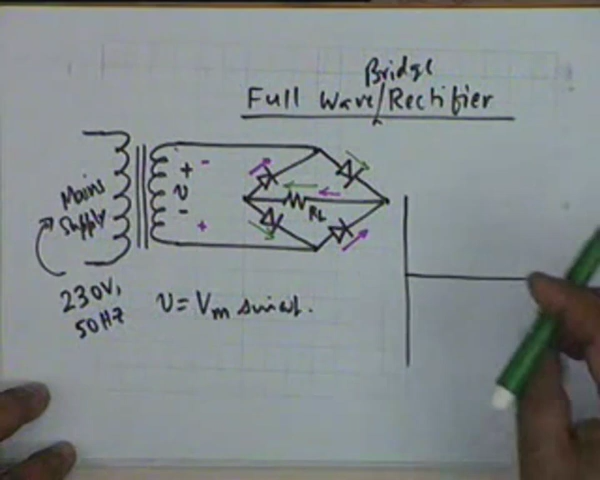 Bridge
Full Wave/Rectifier
Mains
Supply
+ -
v
- +
RL
230V,
50Hz
v = Vm sinωt.